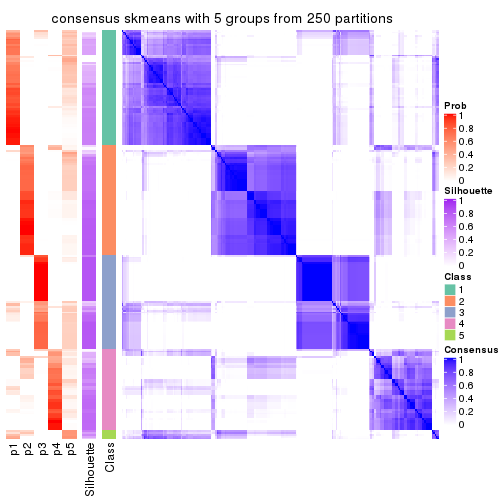 consensus skmeans with 5 groups from 250 partitions
Prob
1
0.8
0.6
0.4
0.2
0
Silhouette
1
0.8
0.6
0.4
0.2
0
Class
1
2
3
4
5
Consensus
1
0.8
0.6
0.4
0.2
0
p1
p2
p3
p4
p5
Silhouette
Class